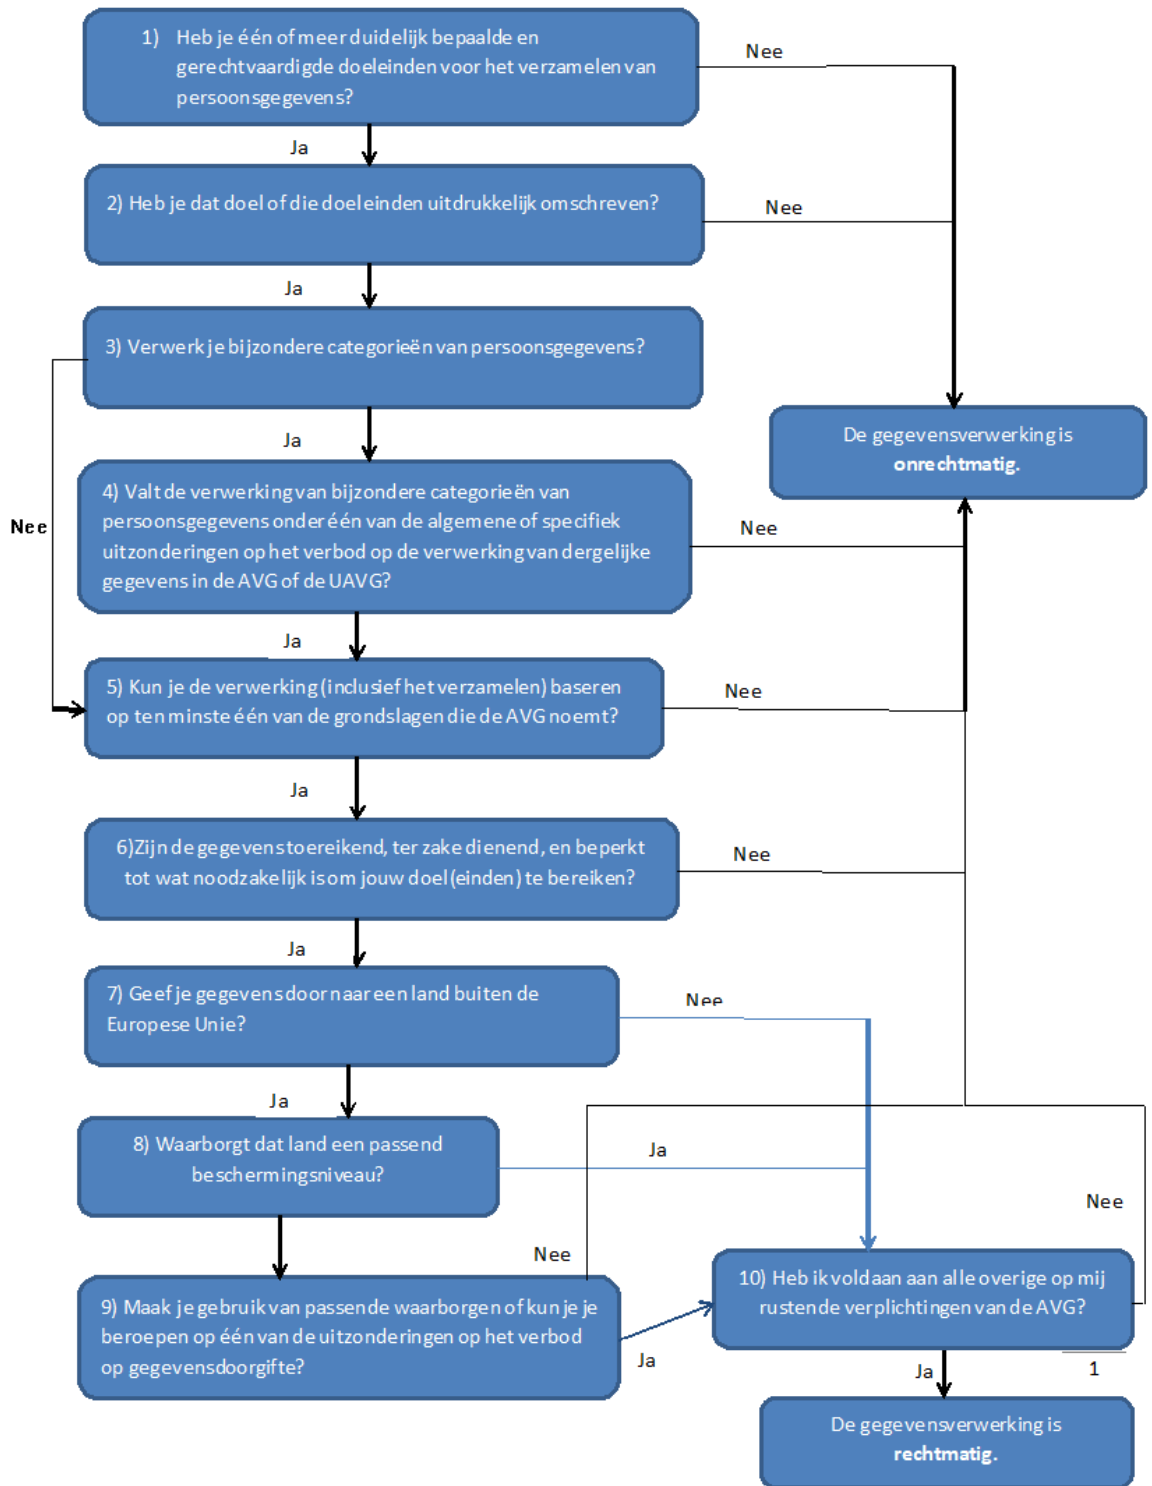 1) Heb je één of meer duidelijk bepaalde en
gerechtvaardigde doeleinden voor het verzamelen van
persoonsgegevens?
Nee
Ja
2) Heb je dat doel of die doeleinden uitdrukkelijk omschreven?
Nee
Ja
3) Verwerk je bijzondere categorieën van persoonsgegevens?
Ja
De gegevensverwerking is
onrechtmatig.
4) Valt de verwerking van bijzondere categorieën van
persoonsgegevens onder één van de algemene of specifiek
uitzonderingen op het verbod op de verwerking van dergelijke
gegevens in de AVG of de UAVG?
Nee
Nee
Ja
5) Kun je de verwerking (inclusief het verzamelen) baseren
op ten minste één van de grondslagen die de AVG noemt?
Nee
Ja
6)Zijn de gegevens toereikend, ter zake dienend, en beperkt
tot wat noodzakelijk is om jouw doel(einden) te bereiken?
Nee
Ja
7) Geef je gegevens door naar een land buiten de
Europese Unie?
Nee
Ja
8) Waarborgt dat land een passend
beschermingsniveau?
Ja
Nee
Nee
9) Maak je gebruik van passende waarborgen of kun je je
beroepen op één van de uitzonderingen op het verbod
op gegevensdoorgifte?
Ja
10) Heb ik voldaan aan alle overige op mij
rustende verplichtingen van de AVG?
Ja
1
De gegevensverwerking is
rechtmatig.